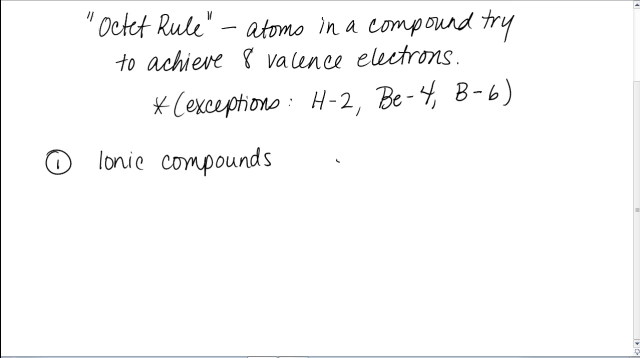 "Octet Rule" – atoms in a compound try
to achieve 8 valence electrons.
*(exceptions: H-2, Be-4, B-6)
① Ionic compounds